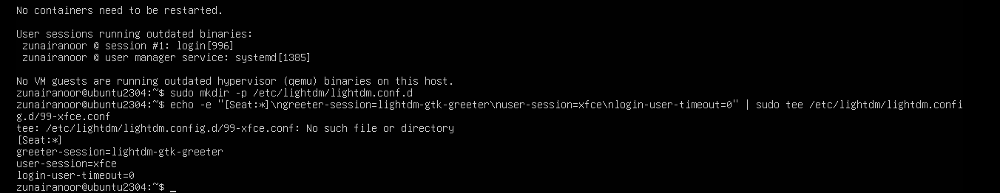 No containers need to be restarted.
User sessions running outdated binaries:
zunairanoor @ session #1: login[996]
zunairanoor @ user manager service: systemd[1385]
No VM guests are running outdated hypervisor (qemu) binaries on this host.
zunairanoor@ubuntu2304:~$ sudo mkdir -p /etc/lightdm/lightdm.conf.d
zunairanoor@ubuntu2304:~$ echo -e "[Seat:*]\ngreeter-session=lightdm-gtk-greeter\nuser-session=xfce\nlogin-user-timeout=0" | sudo tee /etc/lightdm/lightdm.confi
g.d/99-xfce.conf
tee: /etc/lightdm/lightdm.config.d/99-xfce.conf: No such file or directory
[Seat:*]
greeter-session=lightdm-gtk-greeter
user-session=xfce
login-user-timeout=0
zunairanoor@ubuntu2304:~$ _